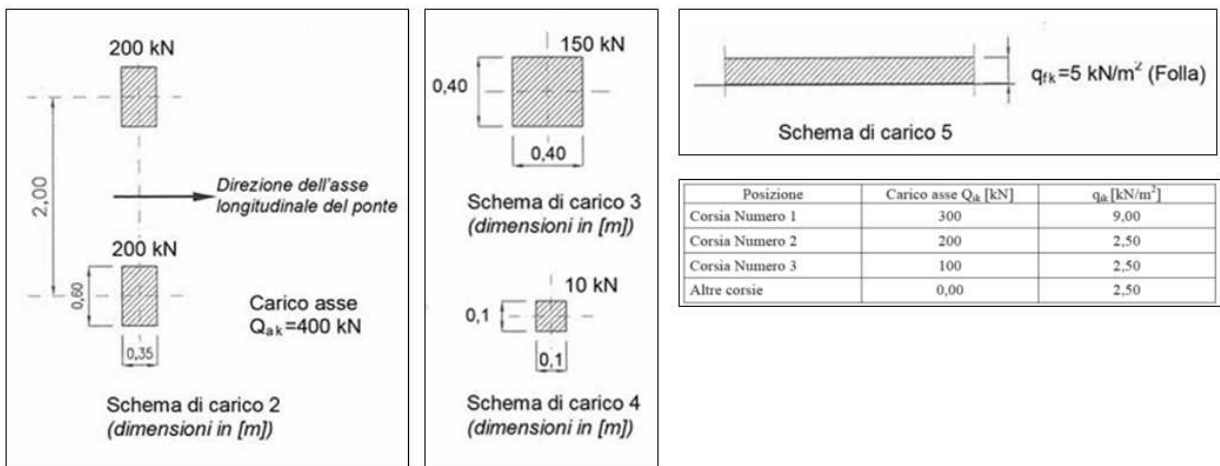 200 kN
2,00
Direzione dell'asse
longitudinale del ponte
200 kN
0,60
0,35
Carico asse
Qak=400 kN
Schema di carico 2
(dimensioni in [m])
150 kN
0,40
0,40
Schema di carico 3
(dimensioni in [m])
10 kN
0,1
0,1
Schema di carico 4
(dimensioni in [m])
qfk=5 kN/m² (Folla)
Schema di carico 5
Posizione Carico asse Qik [kN] qik [kN/m²]
Corsia Numero 1 300 9,00
Corsia Numero 2 200 2,50
Corsia Numero 3 100 2,50
Altre corsie 0,00 2,50